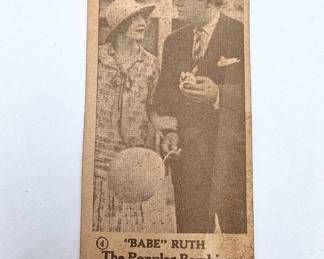 ④ "BABE" RUTH
The Popular